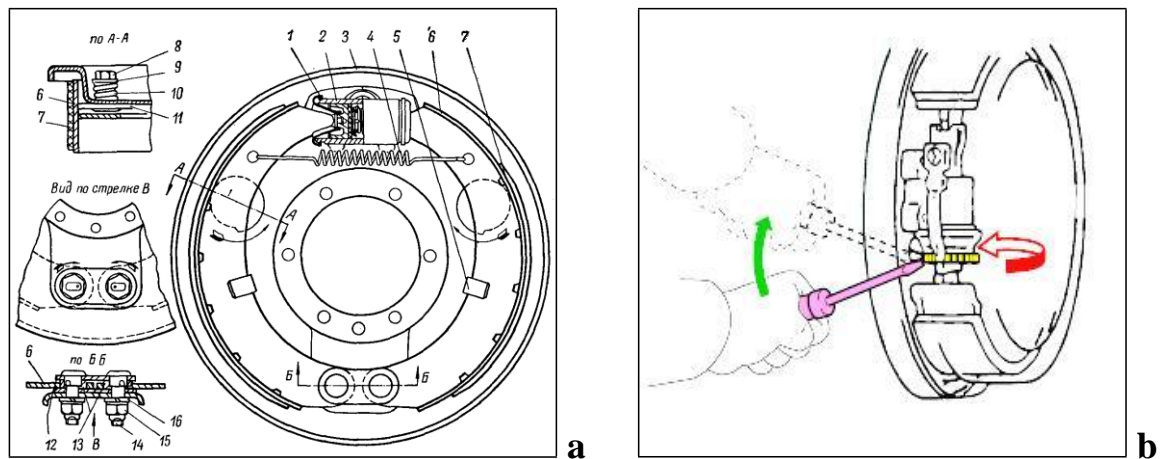 по А-А
8
9
10
11
6
7
1 2 3 4 5 6 7
А
А
Вид по стрелке В
по Б Б
6
12 13 В 14 15 16
Б Б
a
b